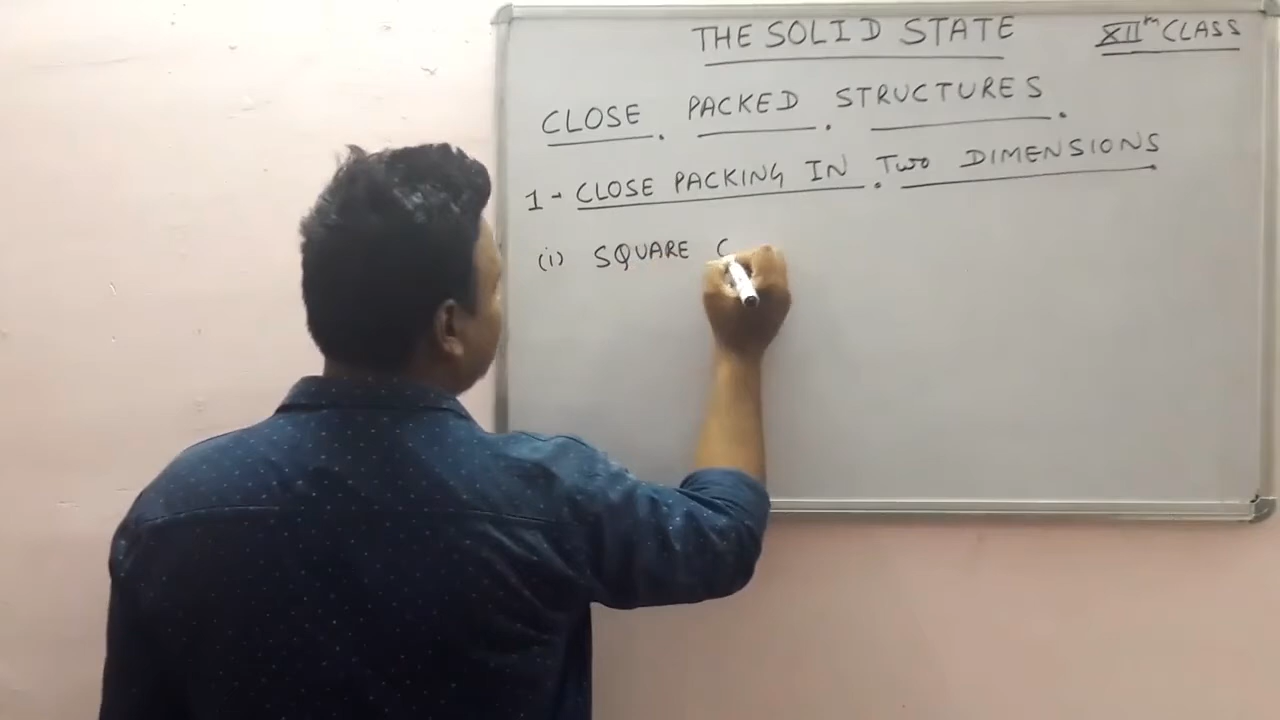 THE SOLID STATE
XIIth CLASS
CLOSE PACKED STRUCTURES.
1- CLOSE PACKING IN TWO DIMENSIONS
(i) SQUARE C